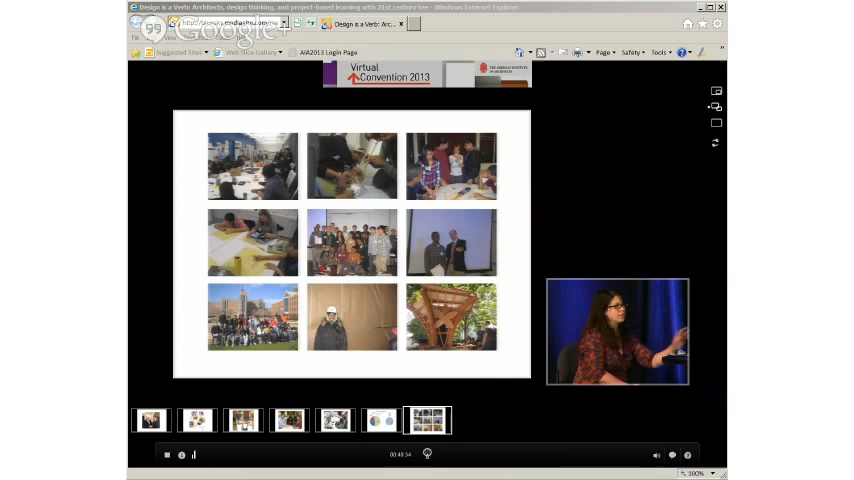 Design is a Verb: Architects, design thinking, and project-based learning with 21st century tee - Windows Internet Explorer
Google+
Design is a Verb: Arc...
Suggested Sites
Web Slice Gallery
AIA2013 Login Page
Page
Safety
Tools
Virtual
Convention 2013
THE AMERICAN INSTITUTE
OF ARCHITECTS
00:40:34
100%